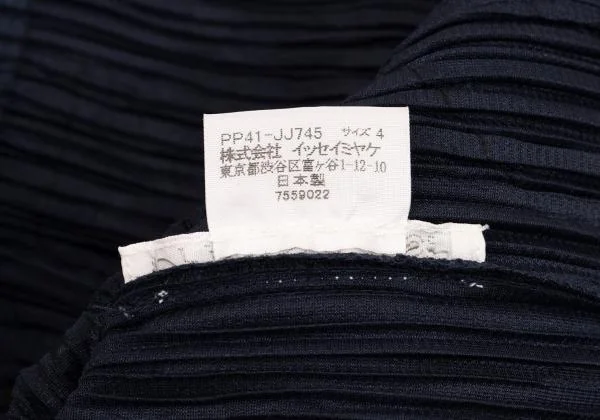 PP41-JJ745 サイズ 4
株式会社 イッセイミヤケ
東京都渋谷区富ヶ谷1-12-10
日本製
7559022